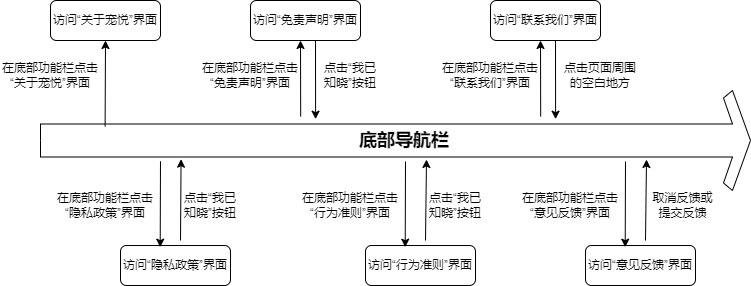 访问“关于宠悦”界面
访问“免责声明”界面
访问“联系我们”界面
在底部功能栏点击
“关于宠悦”界面
在底部功能栏点击
“免责声明”界面
点击“我已
知晓”按钮
在底部功能栏点击
“联系我们”界面
点击页面周围
的空白地方
底部导航栏
在底部功能栏点击
“隐私政策”界面
点击“我已
知晓”按钮
在底部功能栏点击
“行为准则”界面
点击“我已
知晓”按钮
在底部功能栏点击
“意见反馈”界面
取消反馈或
提交反馈
访问“隐私政策”界面
访问“行为准则”界面
访问“意见反馈”界面